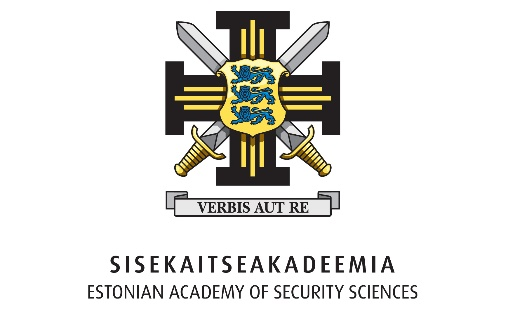 VERBIS AUT RE
SISEKAITSEAKADEEMIA
ESTONIAN ACADEMY OF SECURITY SCIENCES